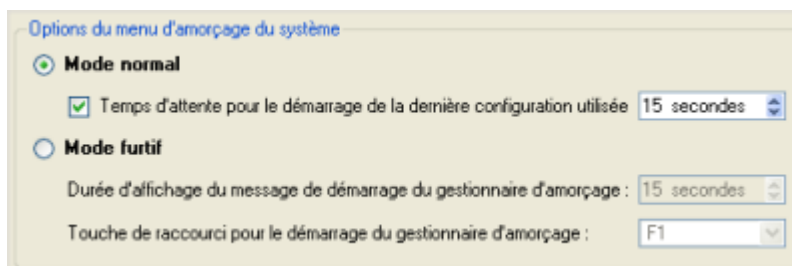 Options du menu d'amorçage du système
Mode normal
Temps d'attente pour le démarrage de la dernière configuration utilisée 15 secondes
Mode furtif
Durée d'affichage du message de démarrage du gestionnaire d'amorçage : 15 secondes
Touche de raccourci pour le démarrage du gestionnaire d'amorçage : F1